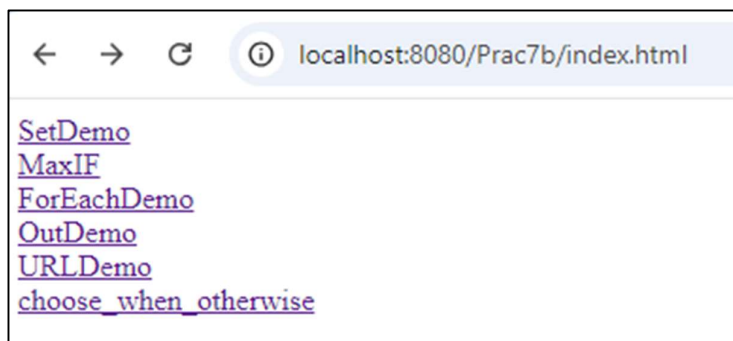 localhost:8080/Prac7b/index.html
SetDemo
MaxIF
ForEachDemo
OutDemo
URLDemo
choose_when_otherwise